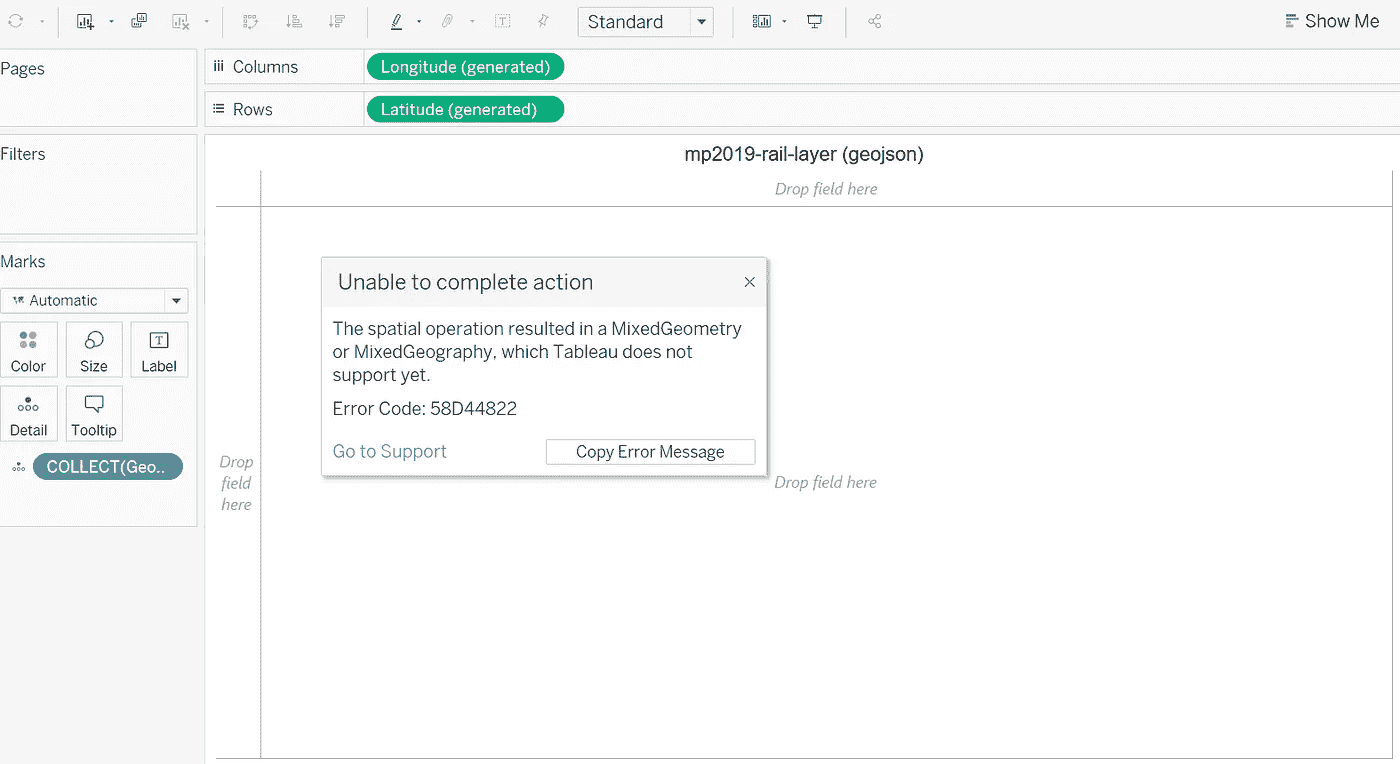 Standard
Show Me
Pages
Columns
Longitude (generated)
Rows
Latitude (generated)
Filters
mp2019-rail-layer (geojson)
Drop field here
Marks
Automatic
Color
Size
T
Label
Detail
Tooltip
COLLECT(Geo..
Unable to complete action
The spatial operation resulted in a MixedGeometry
or MixedGeography, which Tableau does not
support yet.
Error Code: 58D44822
Go to Support
Copy Error Message
Drop
field
here
Drop field here